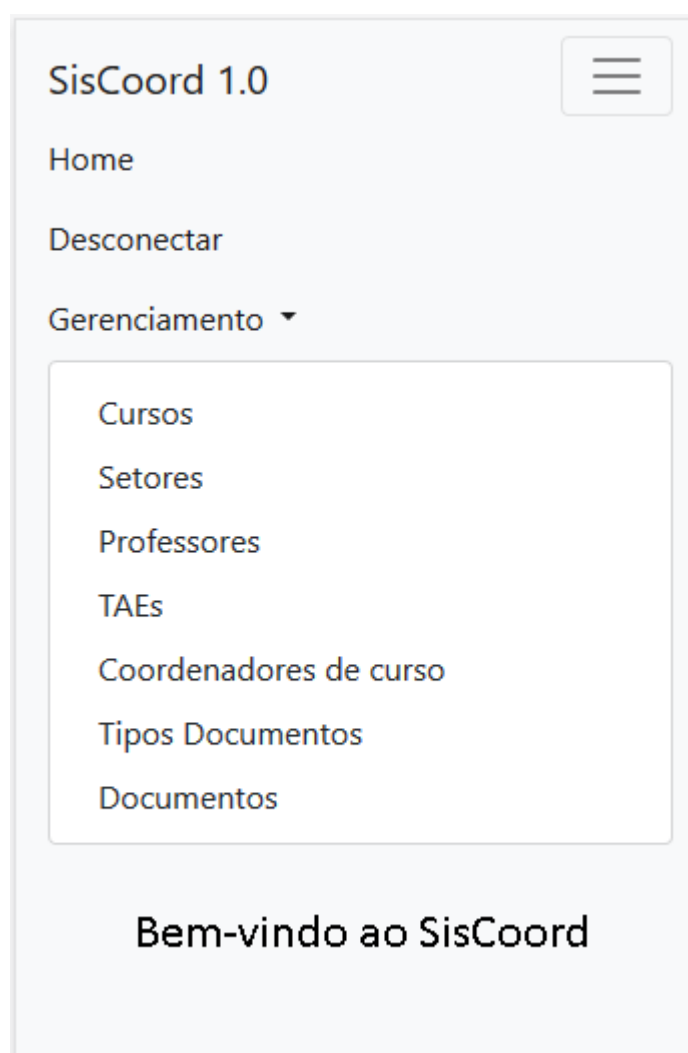 SisCoord 1.0
Home
Desconectar
Gerenciamento
Cursos
Setores
Professores
TAEs
Coordenadores de curso
Tipos Documentos
Documentos
Bem-vindo ao SisCoord